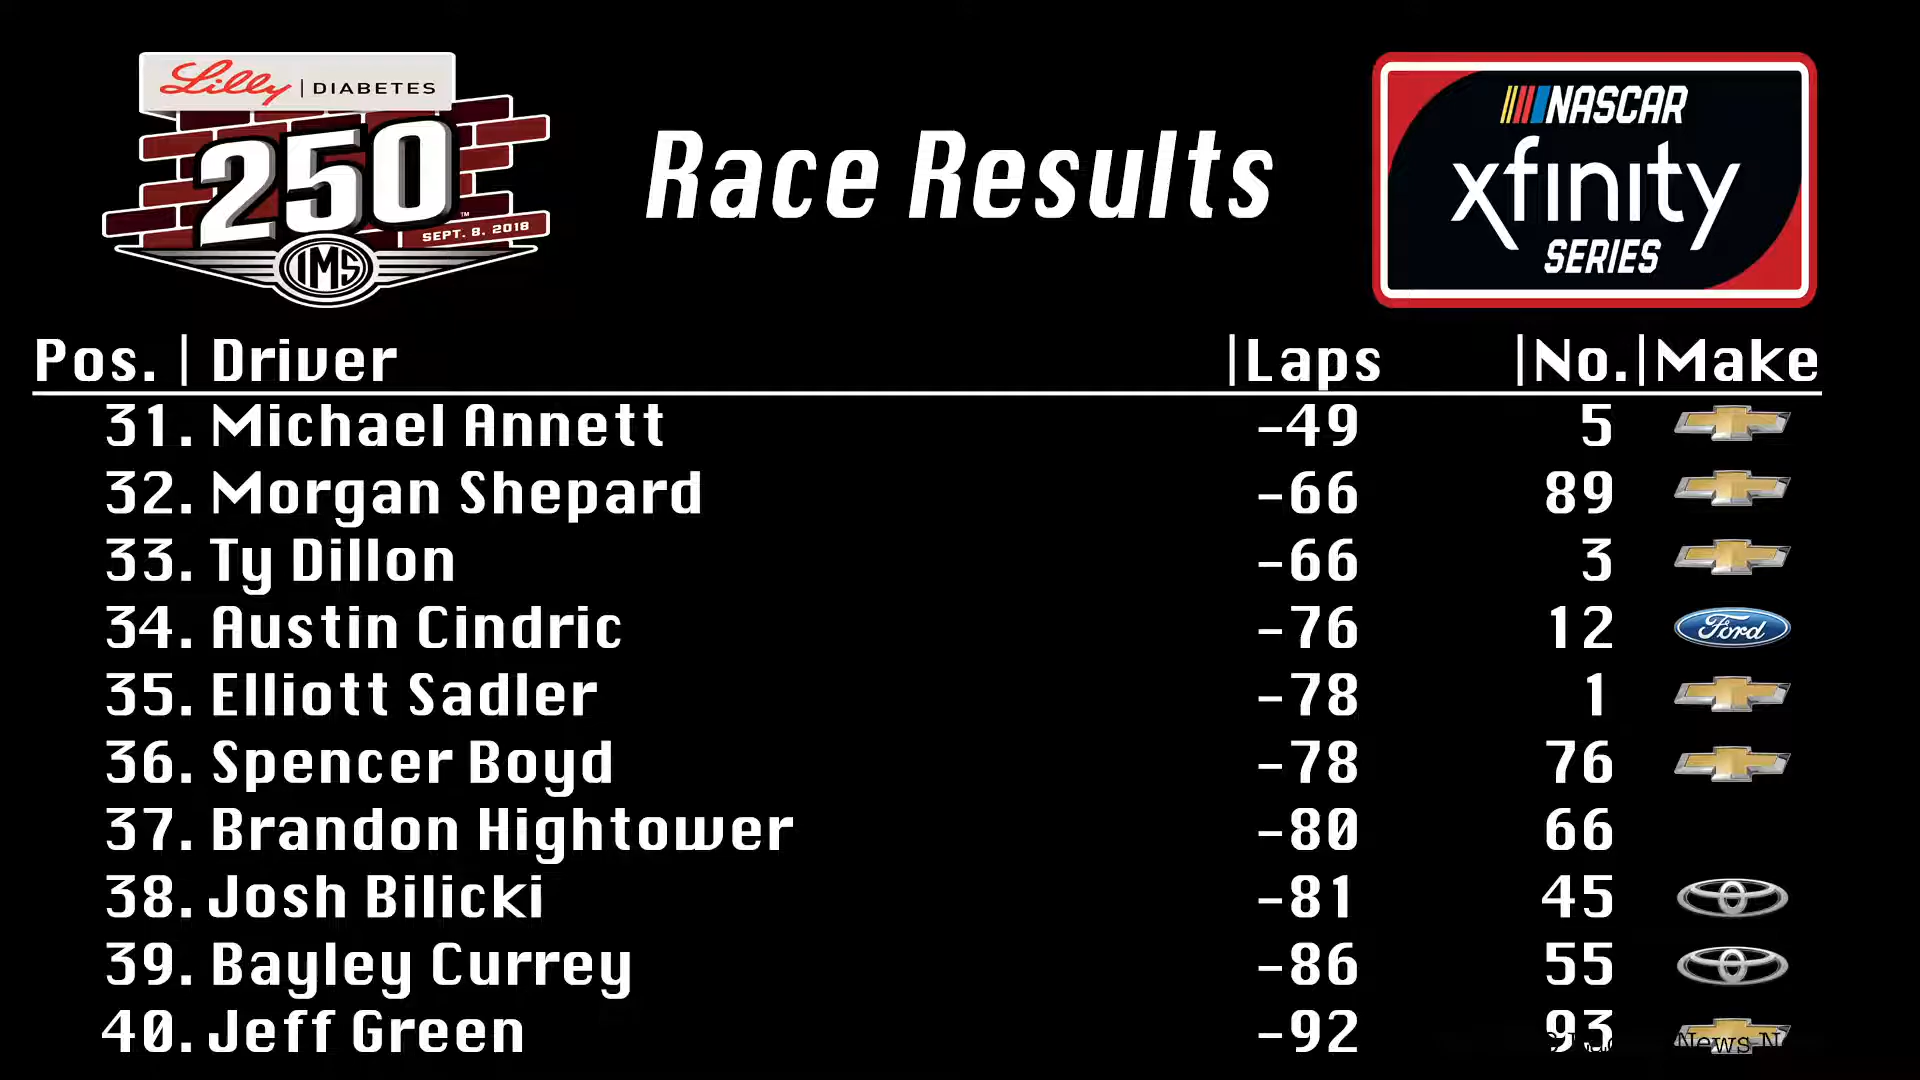 Lilly | DIABETES
250
™
SEPT. 8. 2018
IMS
Race Results
NASCAR
xfinity
SERIES
Pos. | Driver |Laps |No.|Make
31. Michael Annett -49 5
32. Morgan Shepard -66 89
33. Ty Dillon -66 3
34. Austin Cindric -76 12 Ford
35. Elliott Sadler -78 1
36. Spencer Boyd -78 76
37. Brandon Hightower -80 66
38. Josh Bilicki -81 45
39. Bayley Currey -86 55
40. Jeff Green -92 93
News